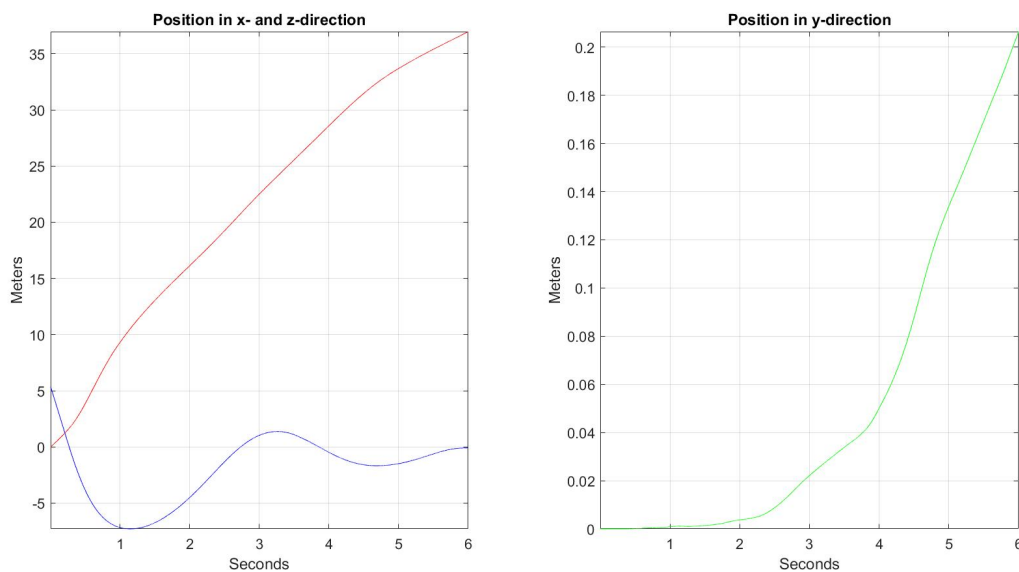 Position in x- and z-direction
Meters
35
30
25
20
15
10
5
0
-5
1 2 3 4 5 6
Seconds
Position in y-direction
Meters
0.2
0.18
0.16
0.14
0.12
0.1
0.08
0.06
0.04
0.02
0
1 2 3 4 5 6
Seconds